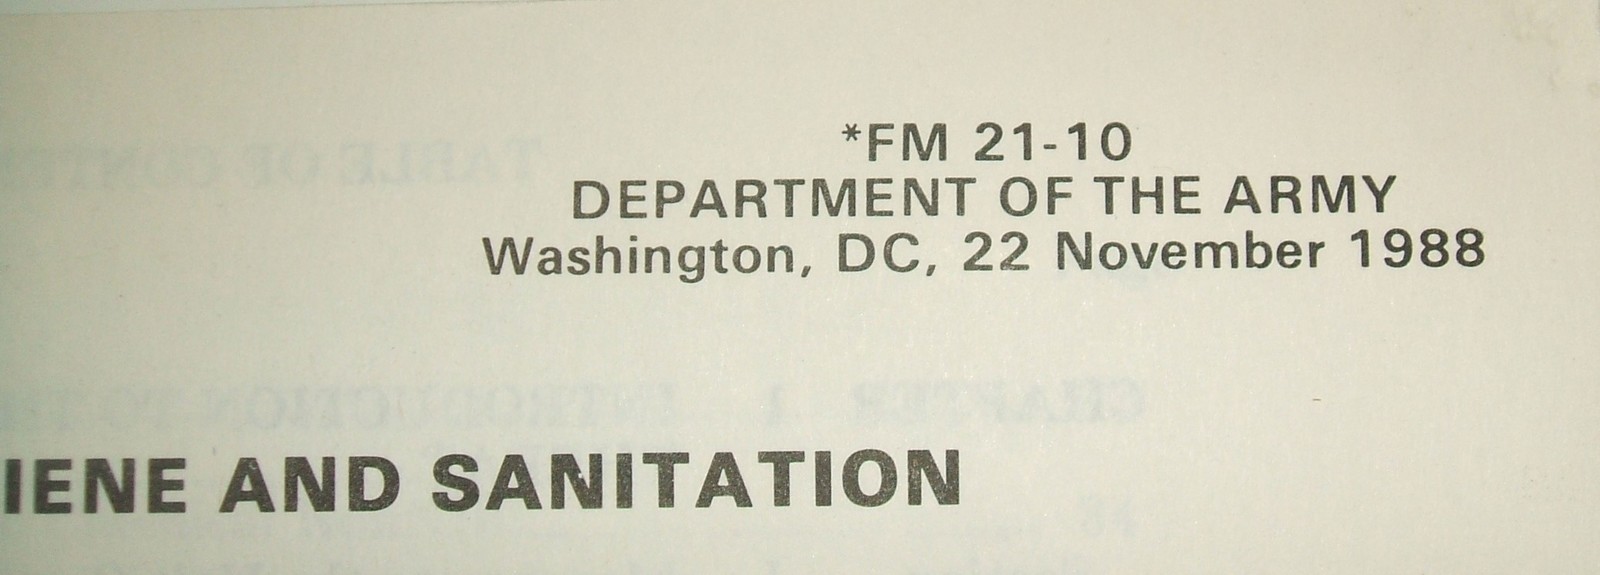 *FM 21-10
DEPARTMENT OF THE ARMY
Washington, DC, 22 November 1988
IENE AND SANITATION